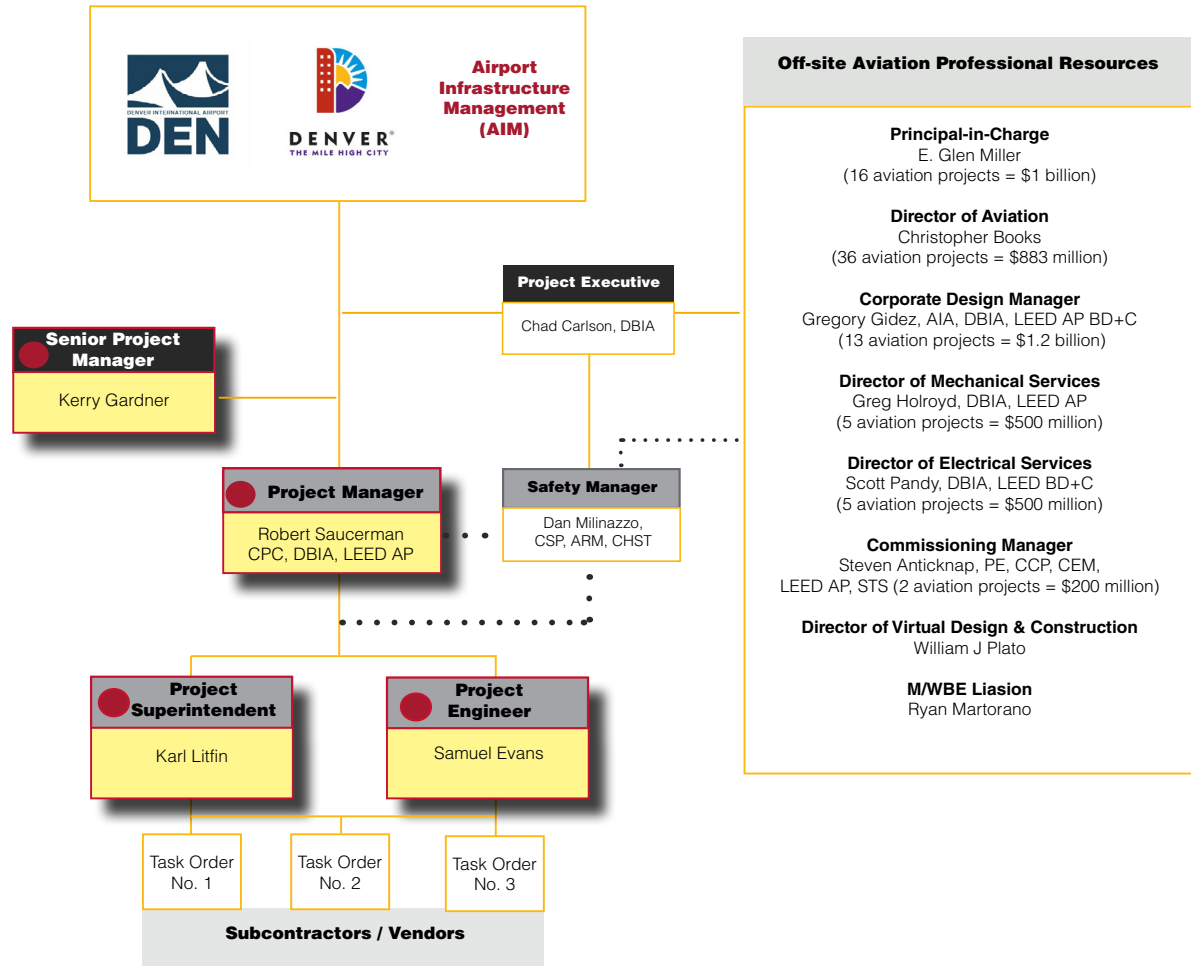 DENVER INTERNATIONAL AIRPORT
DEN
DENVER®
THE MILE HIGH CITY
Airport
Infrastructure
Management
(AIM)
Off-site Aviation Professional Resources
Principal-in-Charge
E. Glen Miller
(16 aviation projects = $1 billion)
Director of Aviation
Christopher Books
(36 aviation projects = $883 million)
Corporate Design Manager
Gregory Gidez, AIA, DBIA, LEED AP BD+C
(13 aviation projects = $1.2 billion)
Director of Mechanical Services
Greg Holroyd, DBIA, LEED AP
(5 aviation projects = $500 million)
Director of Electrical Services
Scott Pandy, DBIA, LEED BD+C
(5 aviation projects = $500 million)
Commissioning Manager
Steven Anticknap, PE, CCP, CEM,
LEED AP, STS (2 aviation projects = $200 million)
Director of Virtual Design & Construction
William J Plato
M/WBE Liasion
Ryan Martorano
Project Executive
Chad Carlson, DBIA
Senior Project
Manager
Kerry Gardner
Project Manager
Robert Saucerman
CPC, DBIA, LEED AP
Safety Manager
Dan Milinazzo,
CSP, ARM, CHST
Project
Superintendent
Karl Litfin
Project
Engineer
Samuel Evans
Task Order
No. 1
Task Order
No. 2
Task Order
No. 3
Subcontractors / Vendors